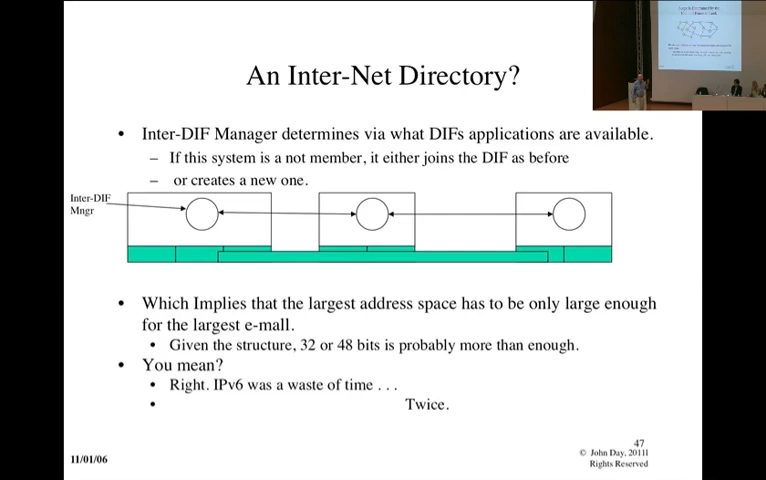 An Inter-Net Directory?
• Inter-DIF Manager determines via what DIFs applications are available.
– If this system is a not member, it either joins the DIF as before
– or creates a new one.
Inter-DIF
Mngr
• Which Implies that the largest address space has to be only large enough
for the largest e-mall.
• Given the structure, 32 or 48 bits is probably more than enough.
• You mean?
• Right. IPv6 was a waste of time . . .
• Twice.
11/01/06
47
© John Day, 2011l
Rights Reserved